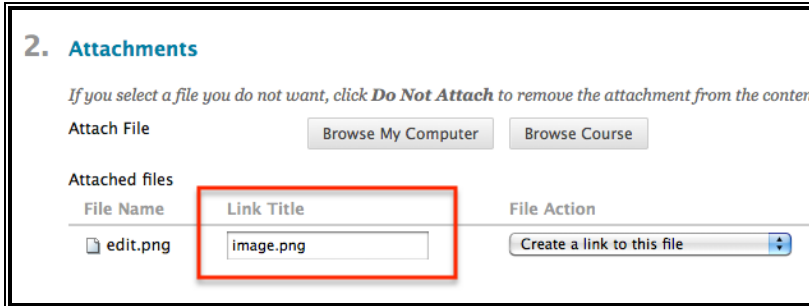 2. Attachments
If you select a file you do not want, click Do Not Attach to remove the attachment from the
Attach File Browse My Computer Browse Course
Attached files
File Name Link Title File Action
edit.png image.png Create a link to this file